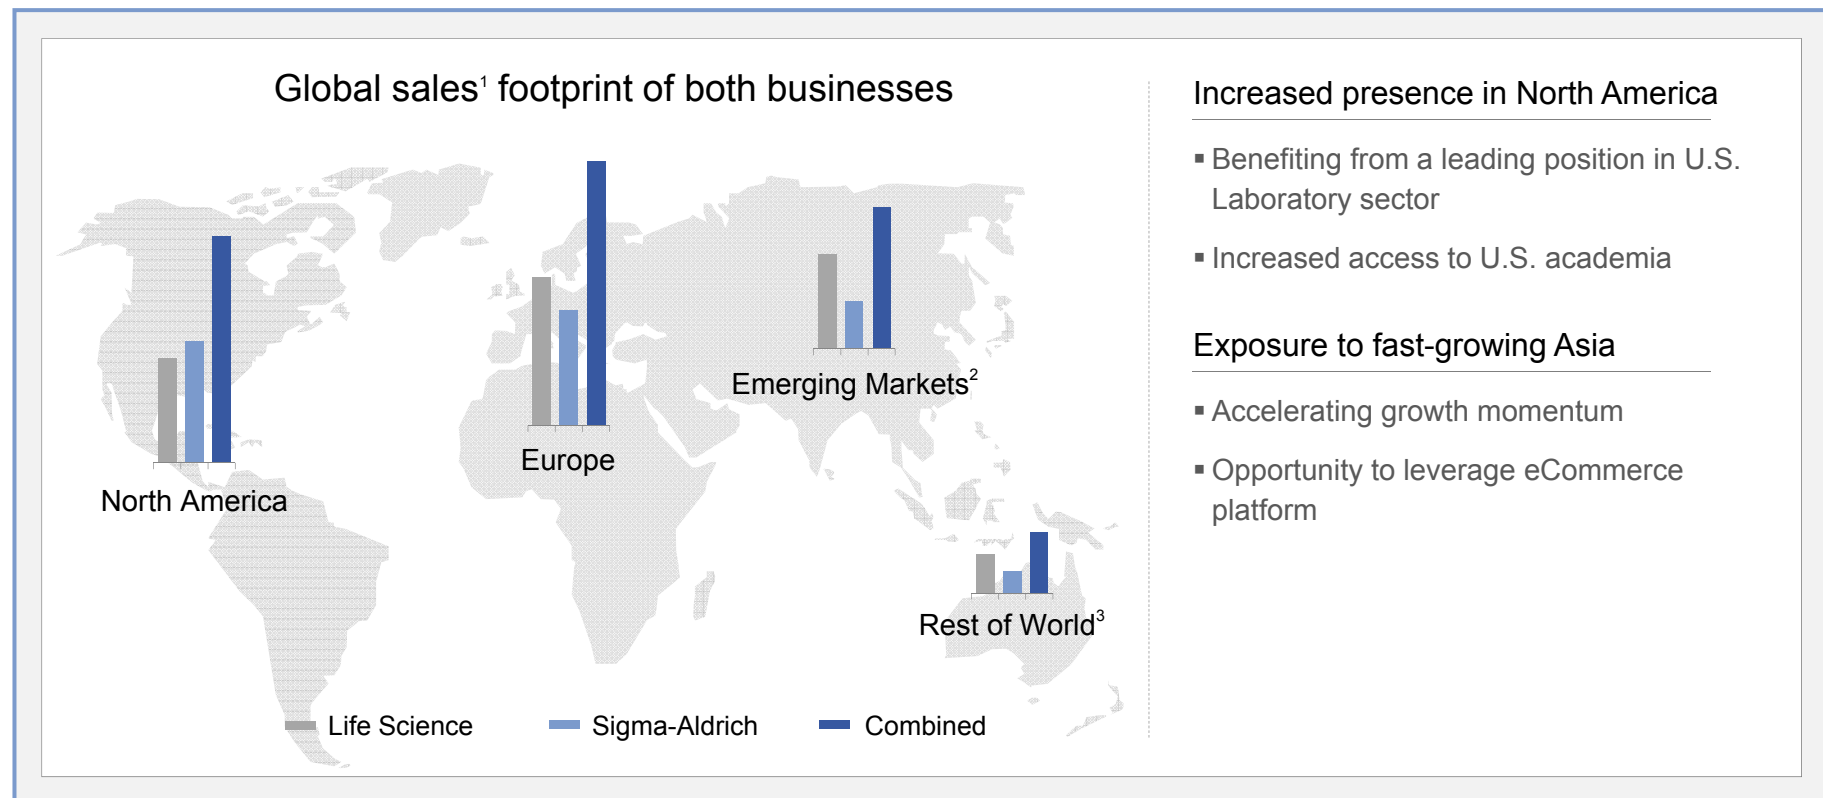 Global sales¹ footprint of both businesses
North America
Europe
Emerging Markets²
Rest of World³
Life Science
Sigma-Aldrich
Combined
Increased presence in North America
▪ Benefiting from a leading position in U.S.
Laboratory sector
▪ Increased access to U.S. academia
Exposure to fast-growing Asia
▪ Accelerating growth momentum
▪ Opportunity to leverage eCommerce
platform